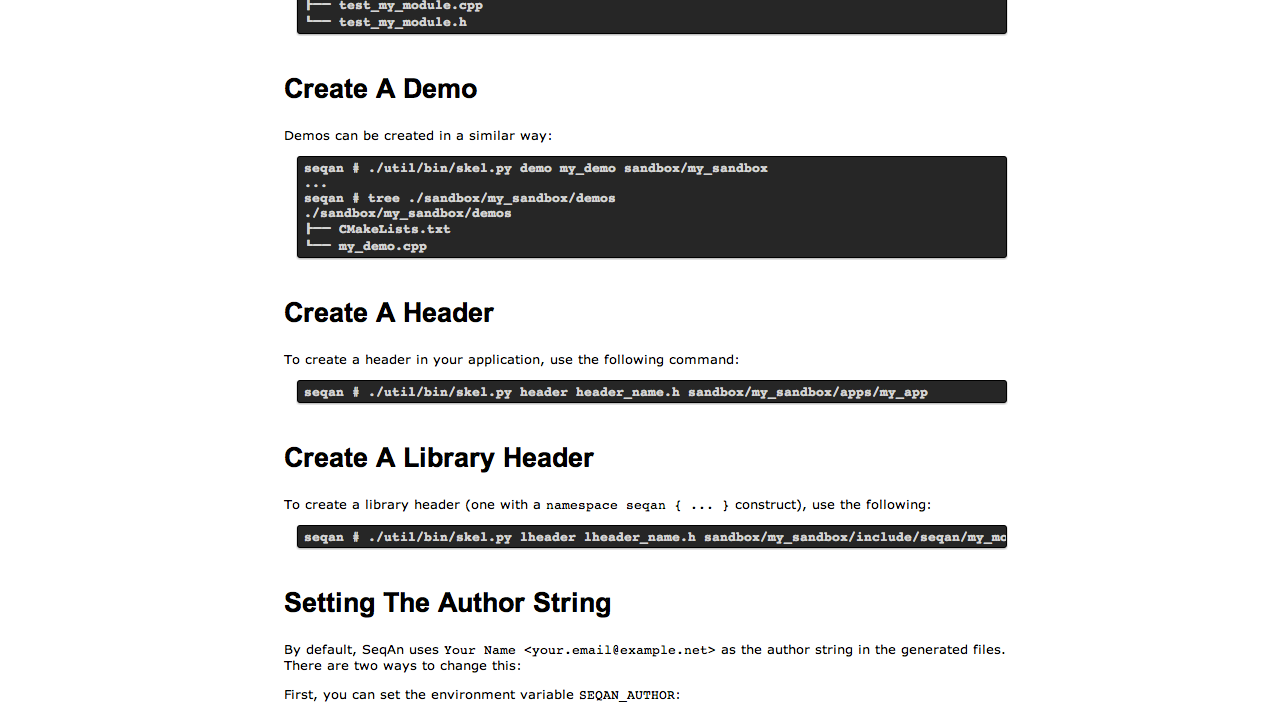 ├── test_my_module.cpp
└── test_my_module.h
Create A Demo
Demos can be created in a similar way:
seqan # ./util/bin/skel.py demo my_demo sandbox/my_sandbox
...
seqan # tree ./sandbox/my_sandbox/demos
./sandbox/my_sandbox/demos
├── CMakeLists.txt
└── my_demo.cpp
Create A Header
To create a header in your application, use the following command:
seqan # ./util/bin/skel.py header header_name.h sandbox/my_sandbox/apps/my_app
Create A Library Header
To create a library header (one with a namespace seqan { ... } construct), use the following:
seqan # ./util/bin/skel.py lheader lheader_name.h sandbox/my_sandbox/include/seqan/my_mo
Setting The Author String
By default, SeqAn uses Your Name <your.email@example.net> as the author string in the generated files.
There are two ways to change this:
First, you can set the environment variable SEQAN_AUTHOR: